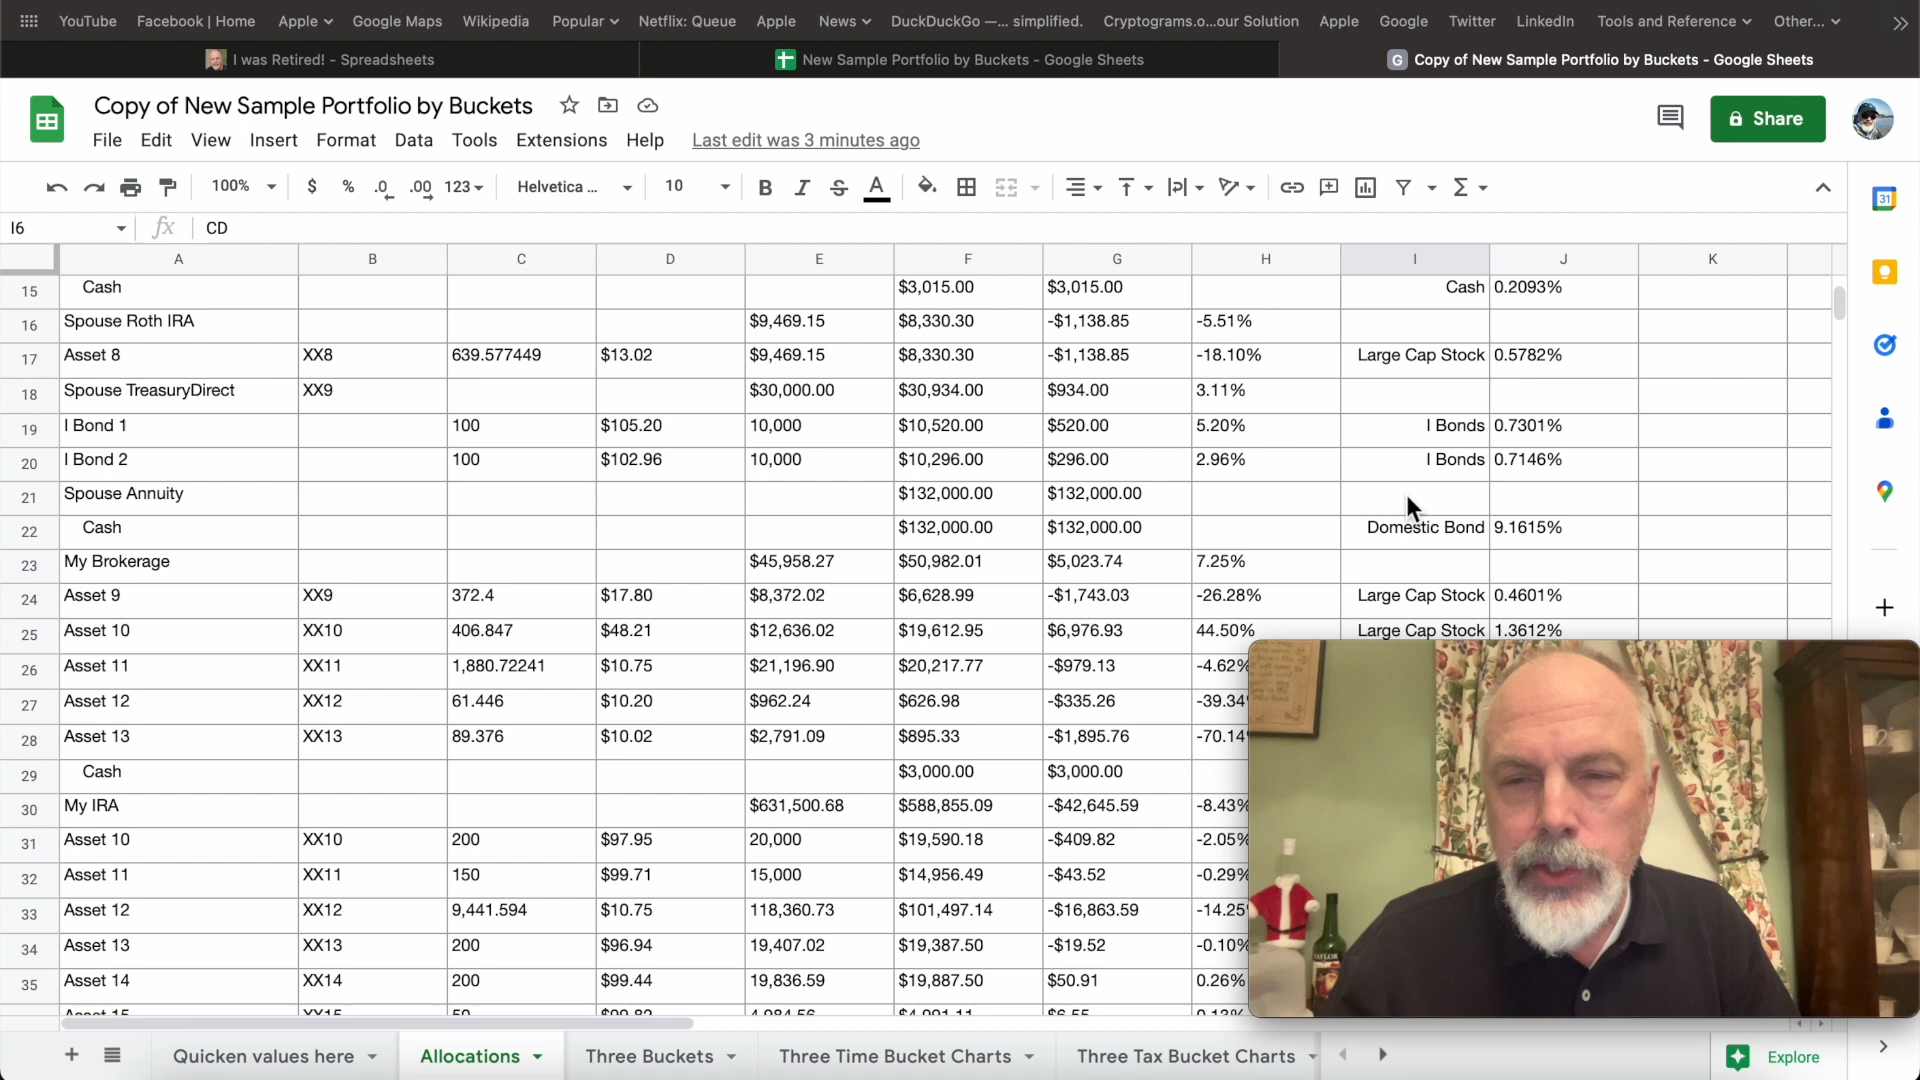 YouTube Facebook | Home Apple Google Maps Wikipedia Popular Netflix: Queue Apple News DuckDuckGo —... simplified. Cryptograms.o...our Solution Apple Google Twitter LinkedIn Tools and Reference Other...
I was Retired! - Spreadsheets New Sample Portfolio by Buckets - Google Sheets G Copy of New Sample Portfolio by Buckets - Google Sheets
Copy of New Sample Portfolio by Buckets Share
File Edit View Insert Format Data Tools Extensions Help Last edit was 3 minutes ago
100% $ % .0 .00 123 Helvetica ... 10 B I S A 31
I6 fx CD
A B C D E F G H I J K
15 Cash $3,015.00 $3,015.00 Cash 0.2093%
16 Spouse Roth IRA $9,469.15 $8,330.30 -$1,138.85 -5.51%
17 Asset 8 XX8 639.577449 $13.02 $9,469.15 $8,330.30 -$1,138.85 -18.10% Large Cap Stock 0.5782%
18 Spouse TreasuryDirect XX9 $30,000.00 $30,934.00 $934.00 3.11%
19 I Bond 1 100 $105.20 10,000 $10,520.00 $520.00 5.20% I Bonds 0.7301%
20 I Bond 2 100 $102.96 10,000 $10,296.00 $296.00 2.96% I Bonds 0.7146%
21 Spouse Annuity $132,000.00 $132,000.00
22 Cash $132,000.00 $132,000.00 Domestic Bond 9.1615%
23 My Brokerage $45,958.27 $50,982.01 $5,023.74 7.25%
24 Asset 9 XX9 372.4 $17.80 $8,372.02 $6,628.99 -$1,743.03 -26.28% Large Cap Stock 0.4601%
25 Asset 10 XX10 406.847 $48.21 $12,636.02 $19,612.95 $6,976.93 44.50% Large Cap Stock 1.3612%
26 Asset 11 XX11 1,880.72241 $10.75 $21,196.90 $20,217.77 -$979.13 -4.62%
27 Asset 12 XX12 61.446 $10.20 $962.24 $626.98 -$335.26 -39.34
28 Asset 13 XX13 89.376 $10.02 $2,791.09 $895.33 -$1,895.76 -70.14
29 Cash $3,000.00 $3,000.00
30 My IRA $631,500.68 $588,855.09 -$42,645.59 -8.43%
31 Asset 10 XX10 200 $97.95 20,000 $19,590.18 -$409.82 -2.05%
32 Asset 11 XX11 150 $99.71 15,000 $14,956.49 -$43.52 -0.29%
33 Asset 12 XX12 9,441.594 $10.75 118,360.73 $101,497.14 -$16,863.59 -14.25
34 Asset 13 XX13 200 $96.94 19,407.02 $19,387.50 -$19.52 -0.10%
35 Asset 14 XX14 200 $99.44 19,836.59 $19,887.50 $50.91 0.26%
TAYLOR
Quicken values here Allocations Three Buckets Three Time Bucket Charts Three Tax Bucket Charts Explore